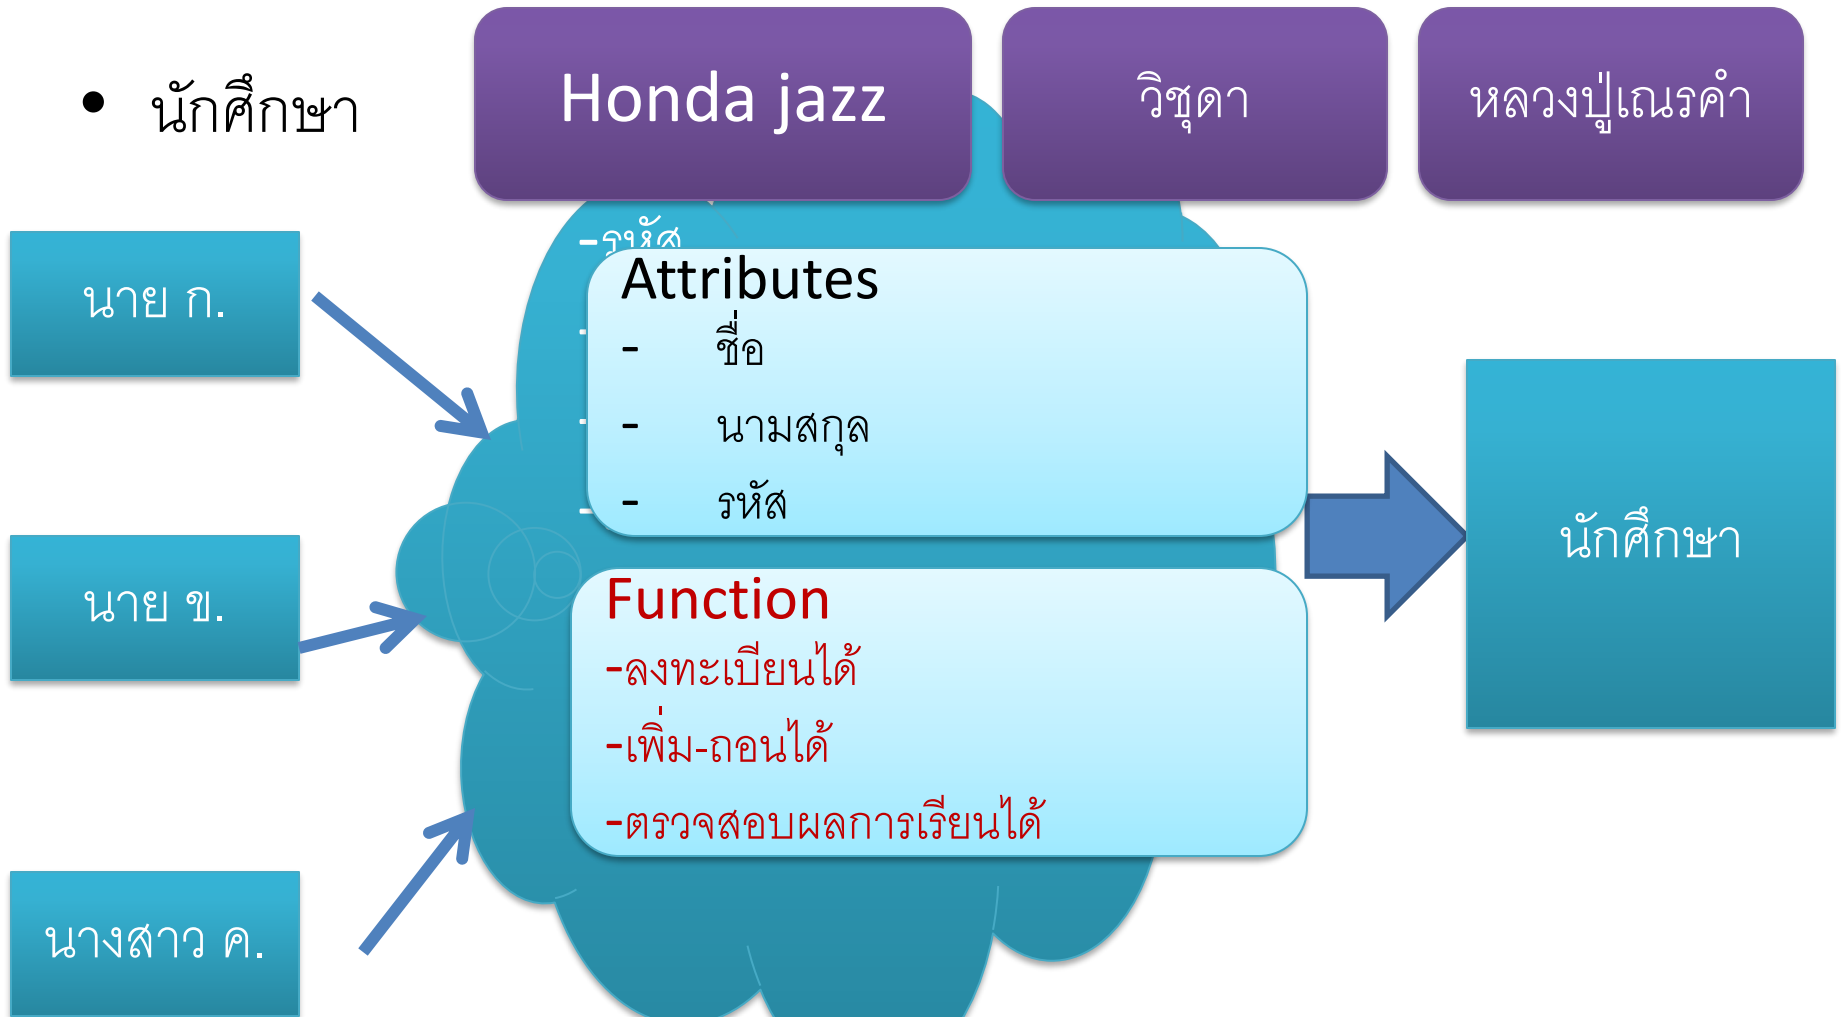 • นักศึกษา
Honda jazz
วิชุดา
หลวงปู่เณรคำ
นาย ก.
นาย ข.
นางสาว ค.
-รหัส
Attributes
- ชื่อ
- นามสกุล
- รหัส
Function
-ลงทะเบียนได้
-เพิ่ม-ถอนได้
-ตรวจสอบผลการเรียนได้
นักศึกษา